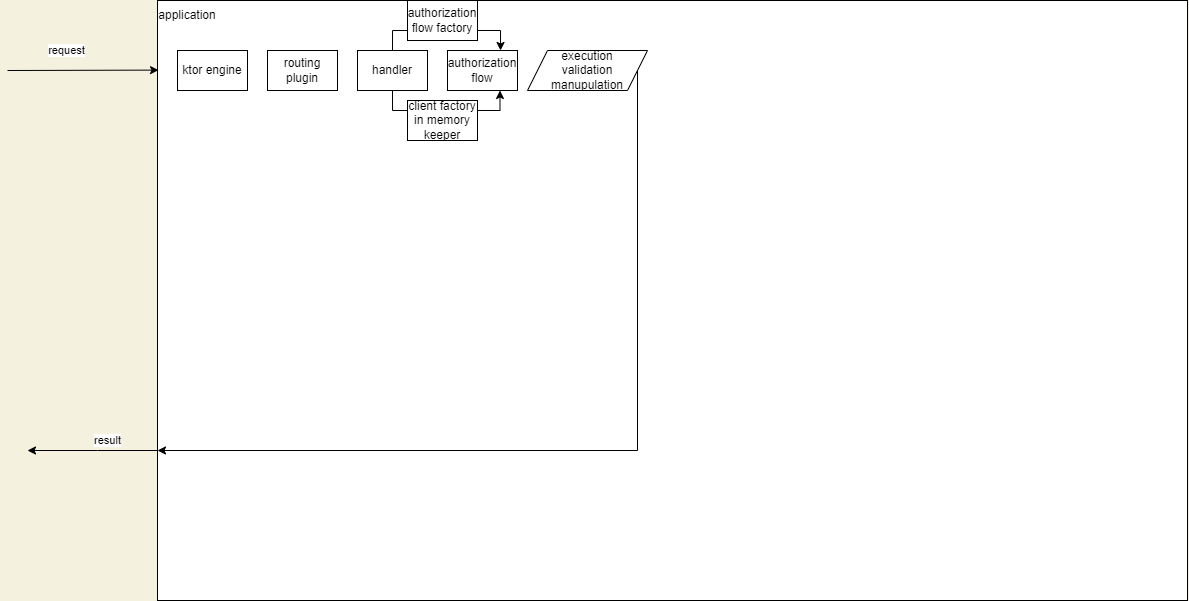 application
authorization
flow factory
request
ktor engine
routing
plugin
handler
authorization
flow
execution
validation
manupulation
client factory
in memory
keeper
result